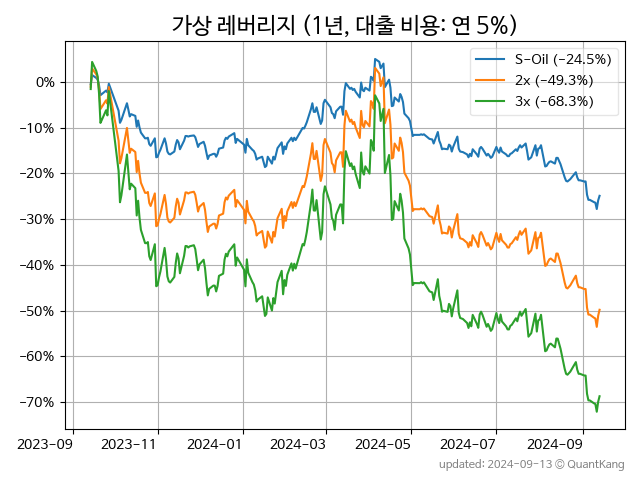 가상 레버리지 (1년, 대출 비용: 연 5%)
S-Oil (-24.5%)
2x (-49.3%)
3x (-68.3%)
0%
-10%
-20%
-30%
-40%
-50%
-60%
-70%
2023-09 2023-11 2024-01 2024-03 2024-05 2024-07 2024-09
updated: 2024-09-13 © QuantKang